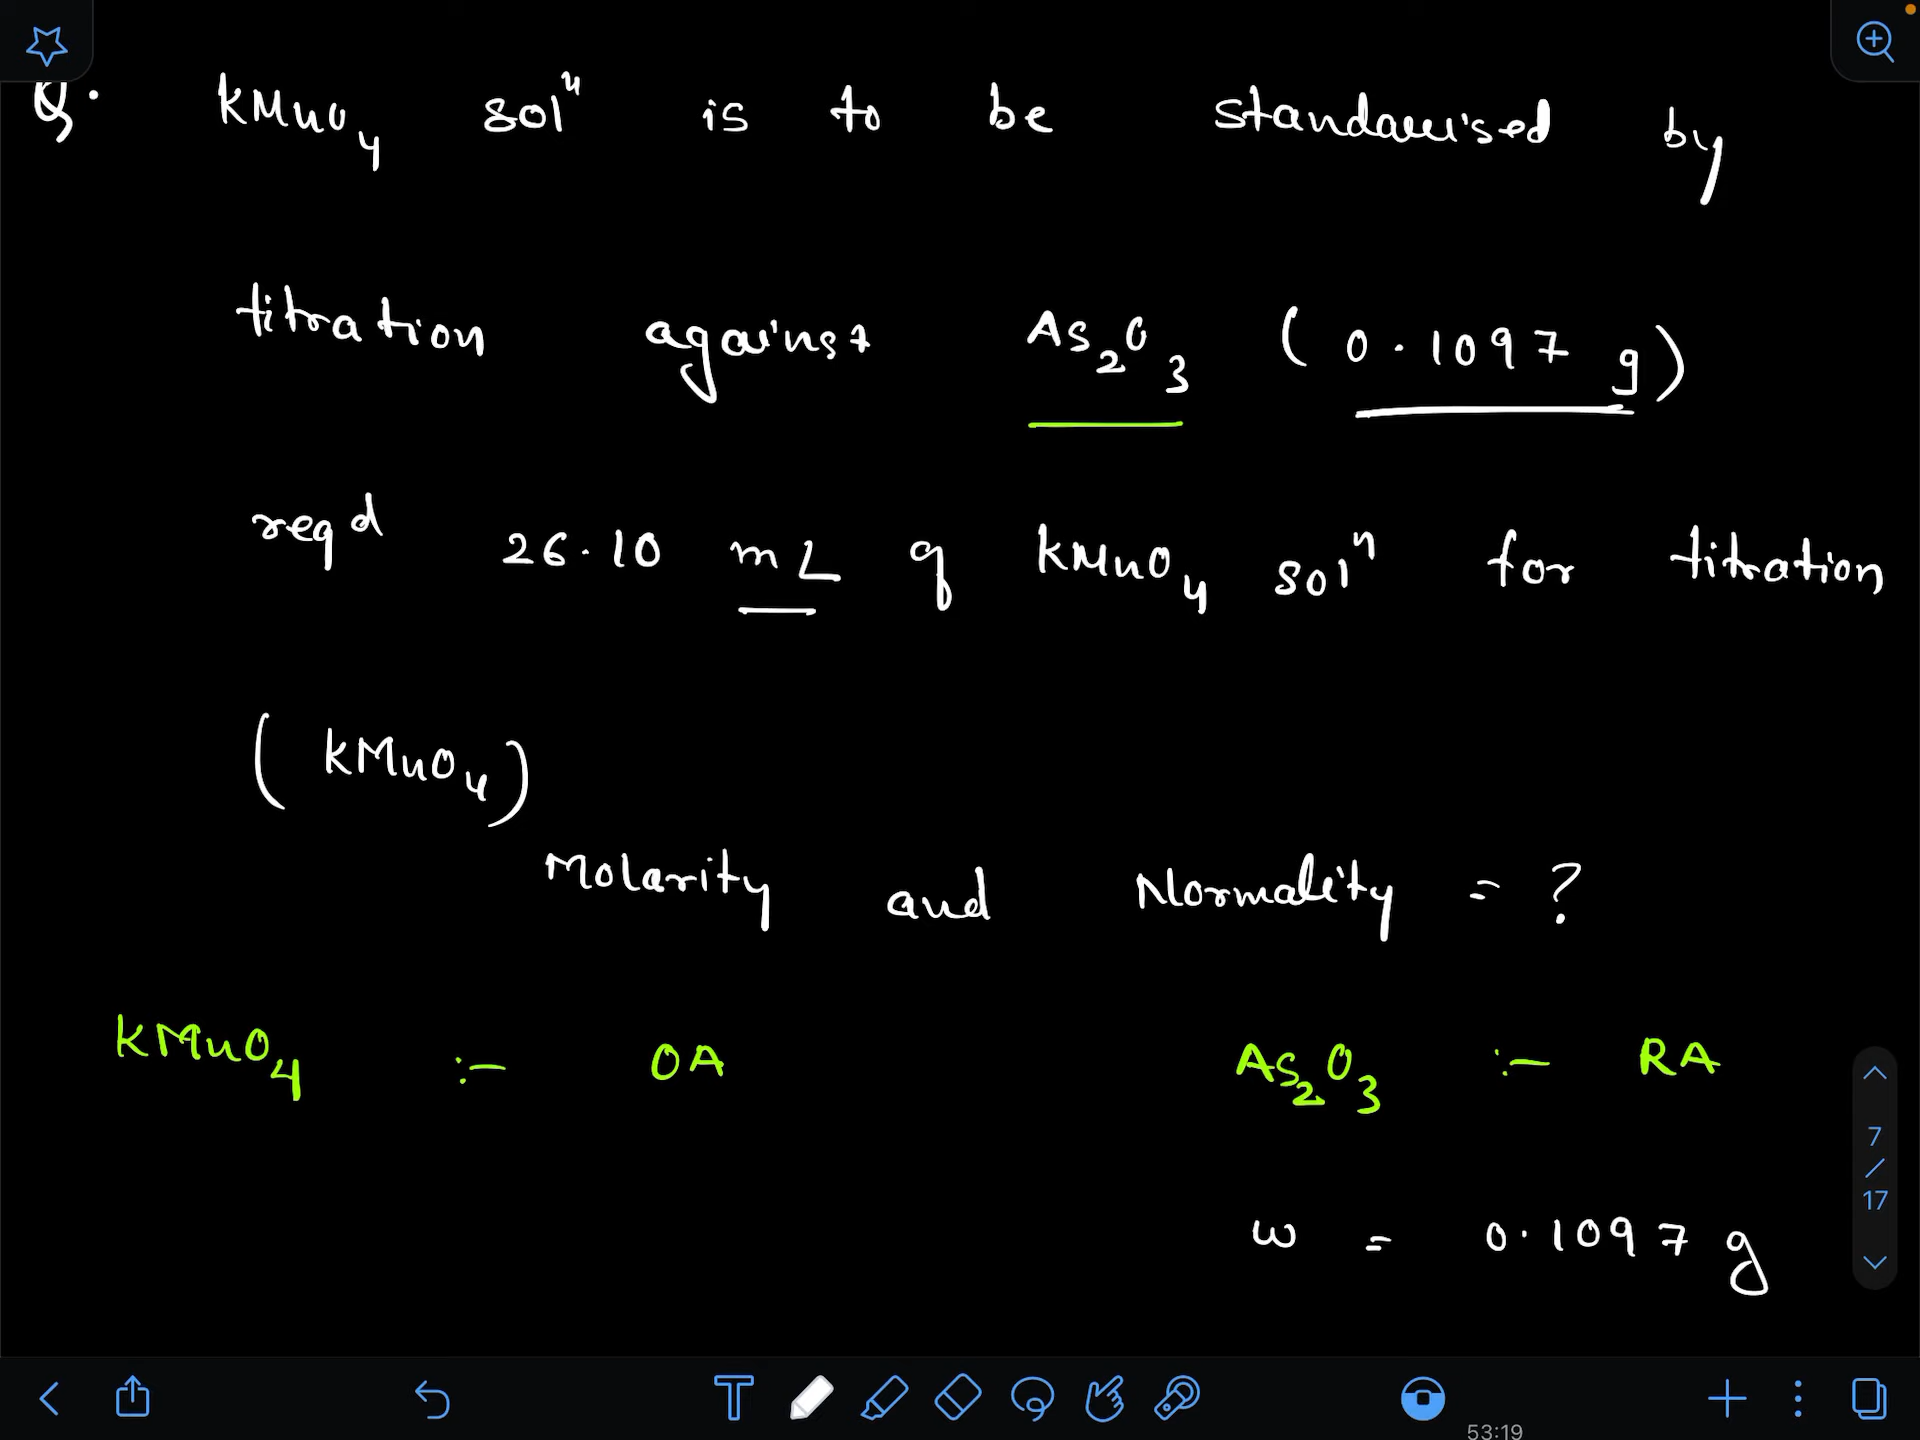 Q. KMnO4 solⁿ is to be standardised by
titration against As2O3 (0.1097 g)
reqd 26.10 mL of KMnO4 solⁿ for titration
(KMnO4)
Molarity and Normality = ?
KMnO4 :- OA As2O3 :- RA
w = 0.1097 g
7
/
17
53:19